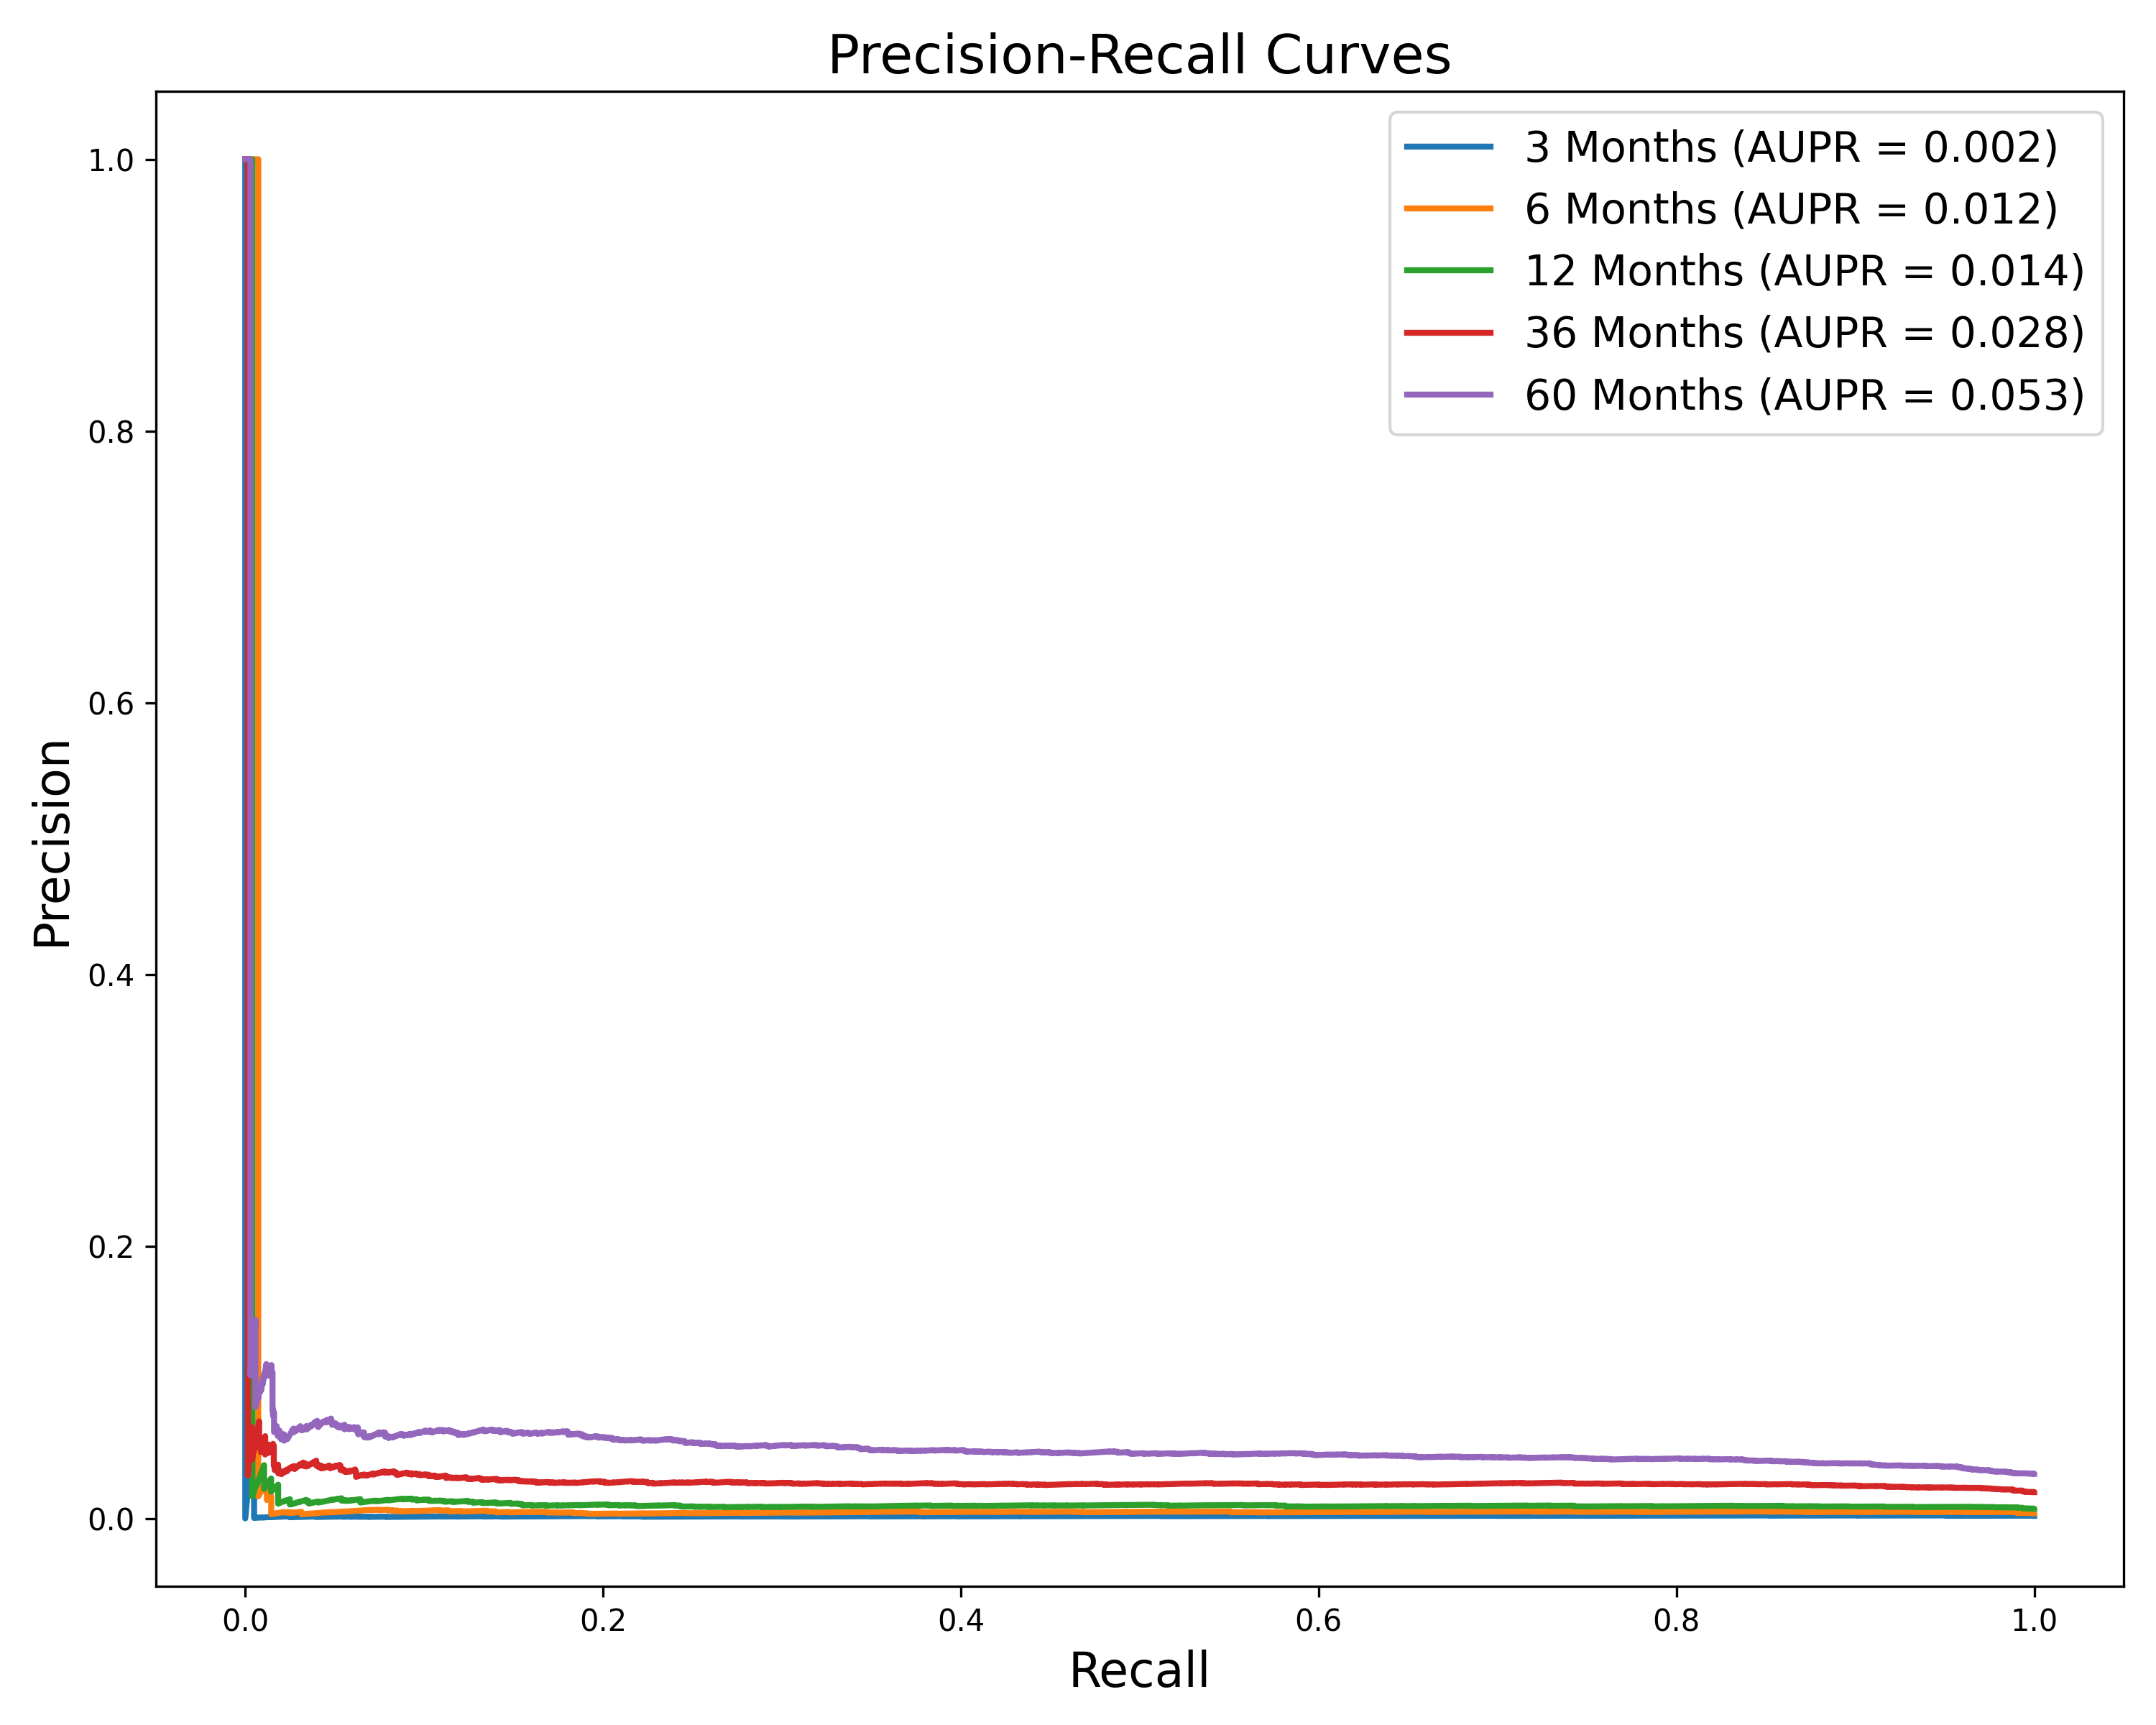 Precision-Recall Curves
3 Months (AUPR = 0.002)
6 Months (AUPR = 0.012)
12 Months (AUPR = 0.014)
36 Months (AUPR = 0.028)
60 Months (AUPR = 0.053)
1.0
0.8
0.6
0.4
0.2
0.0
Precision
0.0 0.2 0.4 0.6 0.8 1.0
Recall